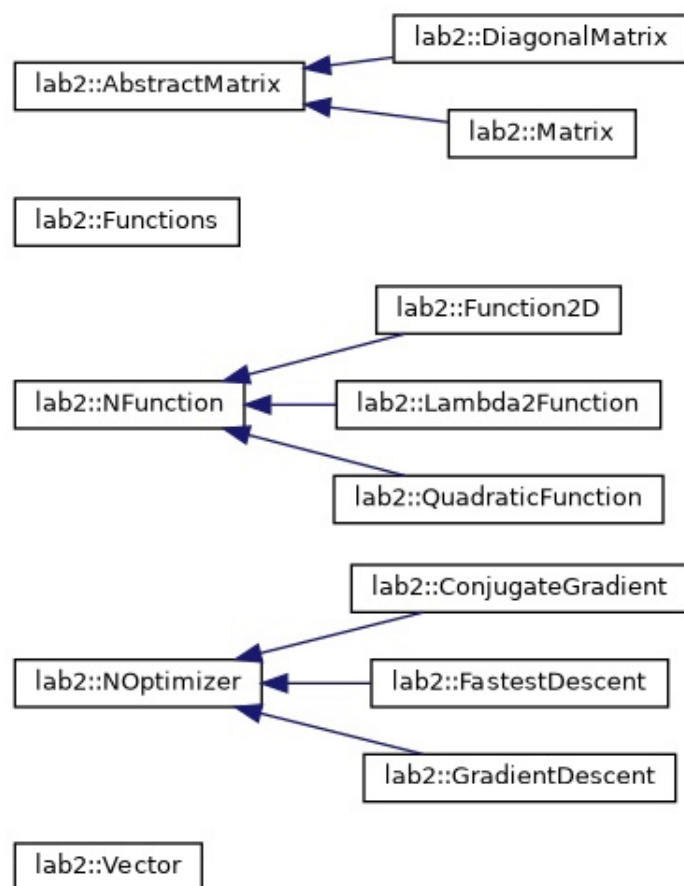 lab2::DiagonalMatrix
lab2::AbstractMatrix
lab2::Matrix
lab2::Functions
lab2::Function2D
lab2::NFunction
lab2::Lambda2Function
lab2::QuadraticFunction
lab2::ConjugateGradient
lab2::NOptimizer
lab2::FastestDescent
lab2::GradientDescent
lab2::Vector